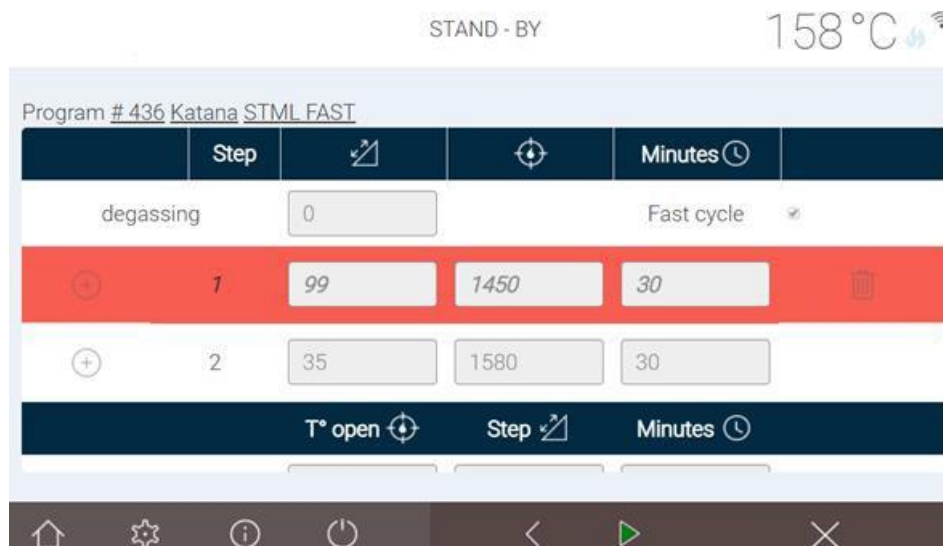 STAND - BY
158°C
Program # 436 Katana STML FAST
Step Minutes
degassing 0 Fast cycle
1 99 1450 30
2 35 1580 30
T° open Step Minutes